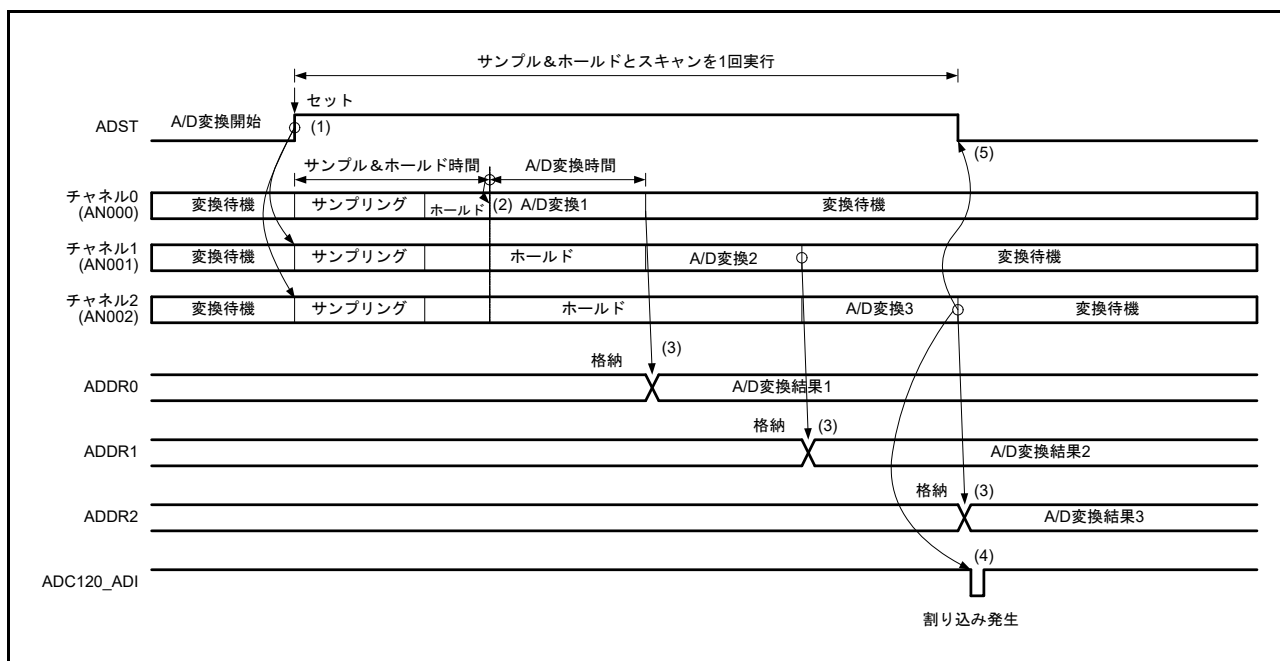 サンプル＆ホールドとスキャンを1回実行
セット
ADST
A/D変換開始
(1)
(5)
サンプル＆ホールド時間
A/D変換時間
チャネル0
(AN000)
変換待機
サンプリング
ホールド
(2)
A/D変換1
変換待機
チャネル1
(AN001)
変換待機
サンプリング
ホールド
A/D変換2
変換待機
チャネル2
(AN002)
変換待機
サンプリング
ホールド
A/D変換3
変換待機
格納
(3)
ADDR0
A/D変換結果1
格納
(3)
ADDR1
A/D変換結果2
格納
(3)
ADDR2
A/D変換結果3
(4)
ADC120_ADI
割り込み発生